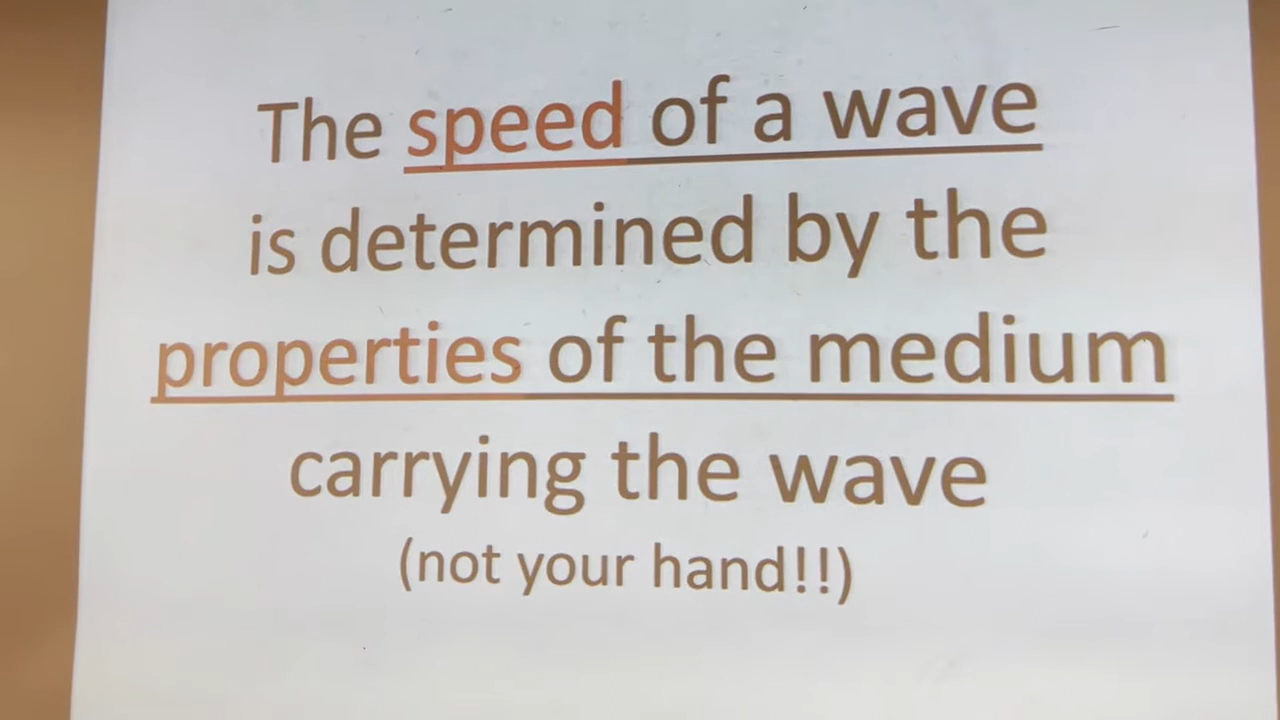 The speed of a wave
is determined by the
properties of the medium
carrying the wave
(not your hand!!)